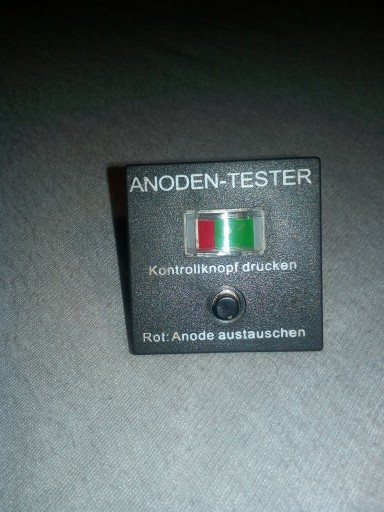 ANODEN-TESTER
Kontrollknopf drücken
Rot: Anode austauschen